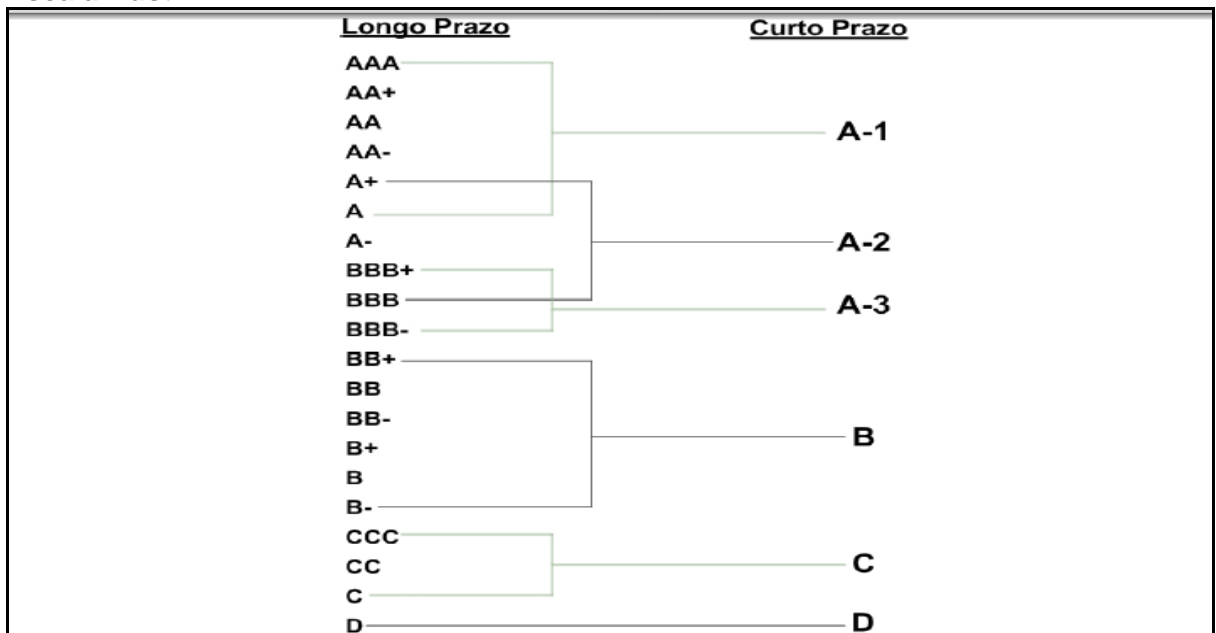 Longo Prazo Curto Prazo
AAA
AA+
AA
A-1
AA-
A+
A
A-
A-2
BBB+
BBB
A-3
BBB-
BB+
BB
BB-
B
B+
B
B-
CCC
CC
C
C
D D